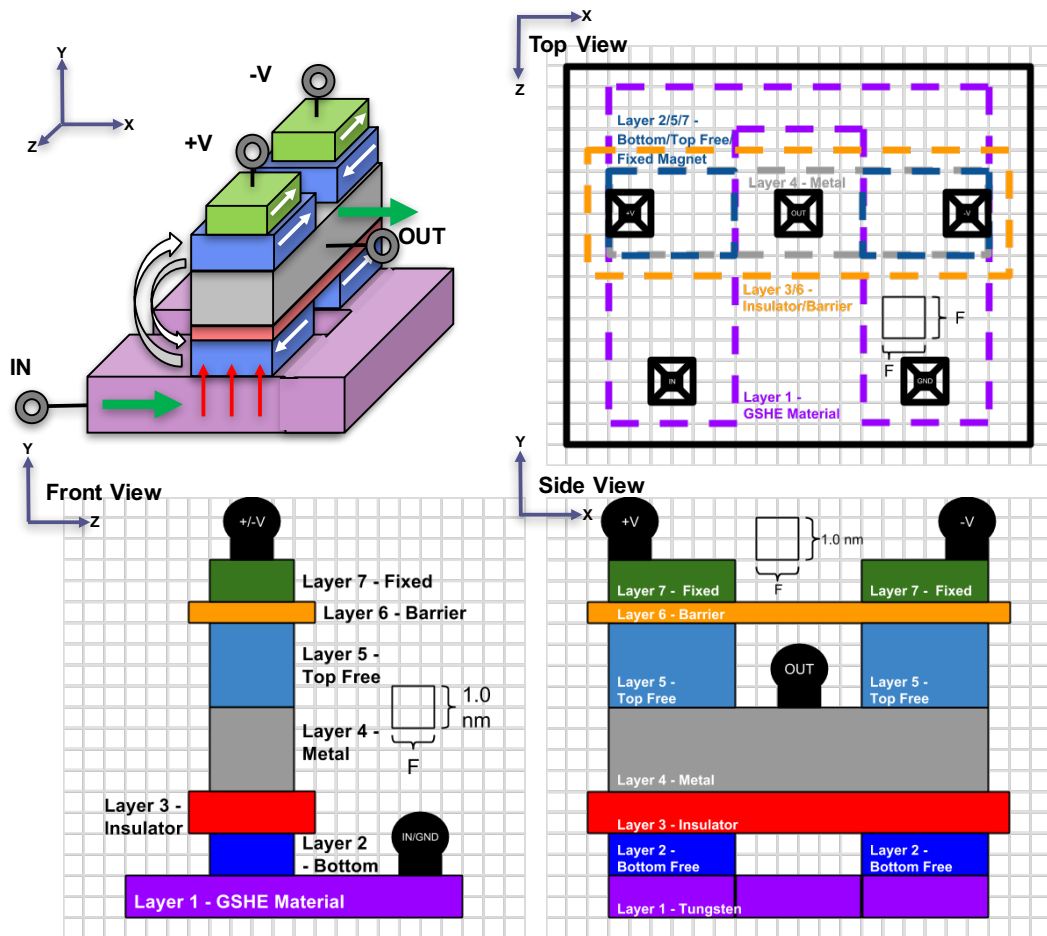 Y
X
Z
-V
+V
OUT
IN
X
Z
Top View
Layer 2/5/7 -
Bottom/Top Free/
Fixed Magnet
Layer 4 - Metal
+V
OUT
-V
Layer 3/6 -
Insulator/Barrier
F
F
IN
GND
Layer 1 -
GSHE Material
Y
Z
Front View
+/-V
Layer 7 - Fixed
Layer 6 - Barrier
Layer 5 -
Top Free
1.0
nm
F
Layer 4 -
Metal
Layer 3 -
Insulator
IN/GND
Layer 2
- Bottom
Layer 1 - GSHE Material
Y
X
Side View
+V
-V
1.0 nm
F
Layer 7 - Fixed
Layer 7 - Fixed
Layer 6 - Barrier
OUT
Layer 5 -
Top Free
Layer 5 -
Top Free
Layer 4 - Metal
Layer 3 - Insulator
Layer 2 -
Bottom Free
Layer 2 -
Bottom Free
Layer 1 - Tungsten